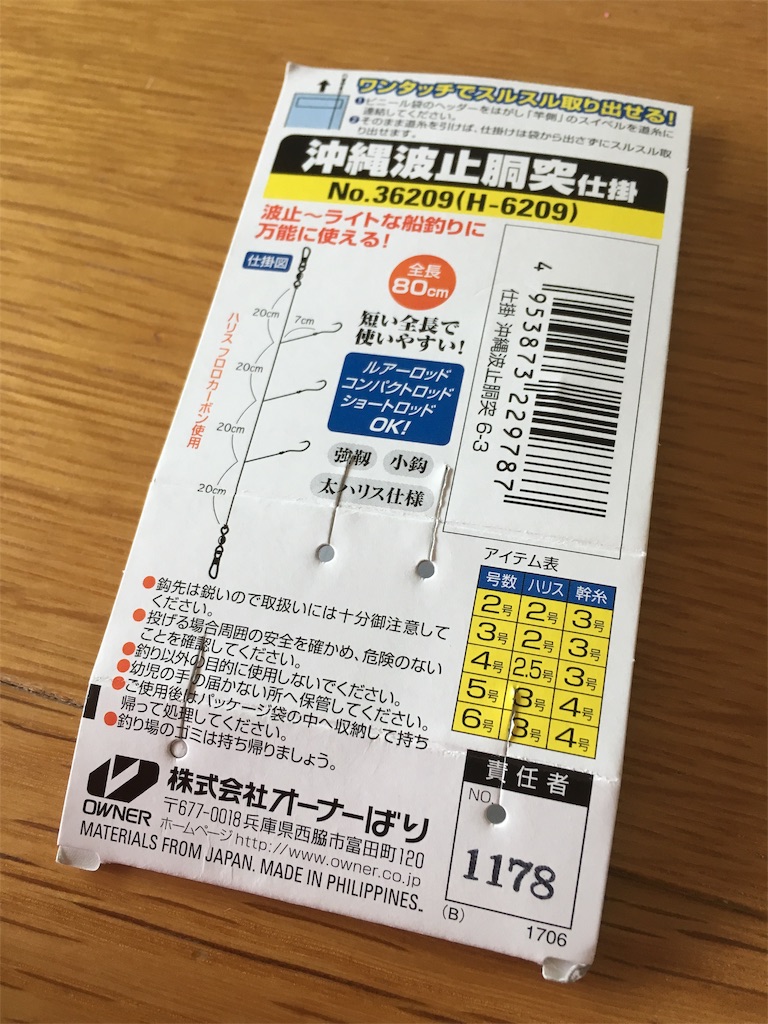 ワンタッチでスルスル取り出せる!
❶ビニール袋のヘッダーをはがし「竿側」のスイベルを道糸に
連結してください。
❷そのまま道糸を引けば、仕掛けは袋から出さずにスルスル取
り出せます。
沖縄波止胴突仕掛
No.36209(H-6209)
波止〜ライトな船釣りに
万能に使える!
仕掛図
全長
80cm
20cm
7cm
20cm
20cm
20cm
ハリス フロロカーボン使用
短い全長で
使いやすい!
ルアーロッド
コンパクトロッド
ショートロッド
OK!
強靭 小鈎
太ハリス仕様
4 953873 229787
仕掛 沖縄波止胴突 6-3
アイテム表
号数 ハリス 幹糸
2号 2号 3号
3号 2号 3号
4号 2.5号 3号
5号 3号 4号
6号 3号 4号
●鈎先は鋭いので取扱いには十分御注意して
ください。
●投げる場合周囲の安全を確かめ、危険のない
ことを確認してください。
●釣り以外の目的に使用しないでください。
●幼児の手の届かない所へ保管してください。
●ご使用後はパッケージ袋の中へ収納して持ち
帰って処理してください。
●釣り場のゴミは持ち帰りましょう。
OWNER
株式会社オーナーばり
〒677-0018兵庫県西脇市富田町120
ホームページhttp://www.owner.co.jp
MATERIALS FROM JAPAN. MADE IN PHILIPPINES.
責任者
NO.
1178
(B)
1706